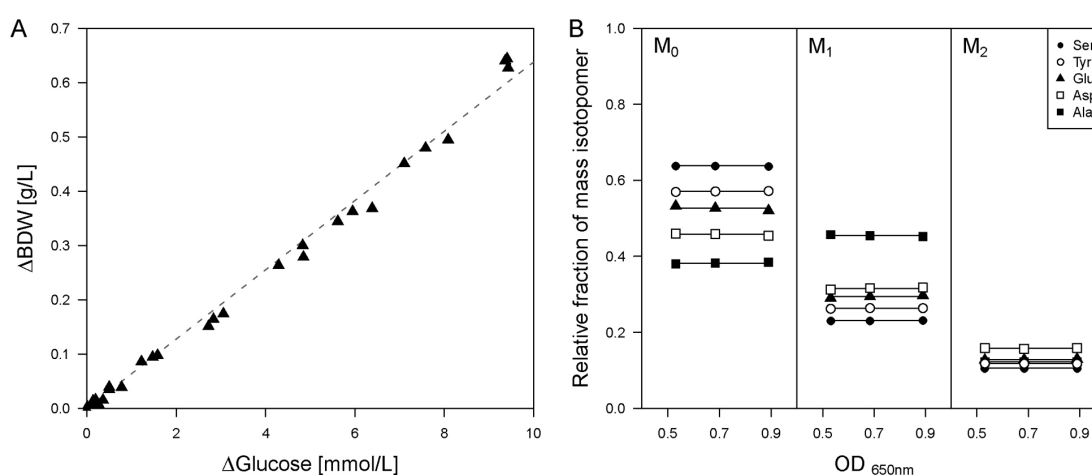 A
ΔBDW [g/L]
0.7
0.6
0.5
0.4
0.3
0.2
0.1
0.0
0 2 4 6 8 10
ΔGlucose [mmol/L]
B
Relative fraction of mass isotopomer
1.0
0.8
0.6
0.4
0.2
0.0
M0 M1 M2
Tyr
Asp
Ala
0.5 0.7 0.9 0.5 0.7 0.9 0.5 0.7 0.9
OD 650nm